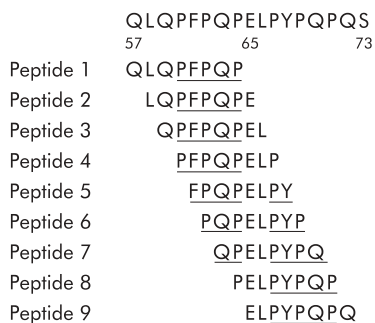 QLQPFPQPELPYPQPQS
57 65 73
Peptide 1 QLQPFPQP
Peptide 2 LQPFPQPE
Peptide 3 QPFPQPEL
Peptide 4 PFPQPELP
Peptide 5 FPQPELPY
Peptide 6 PQPELPYP
Peptide 7 QPELPYPQ
Peptide 8 PELPYPQP
Peptide 9 ELPYPQPQ